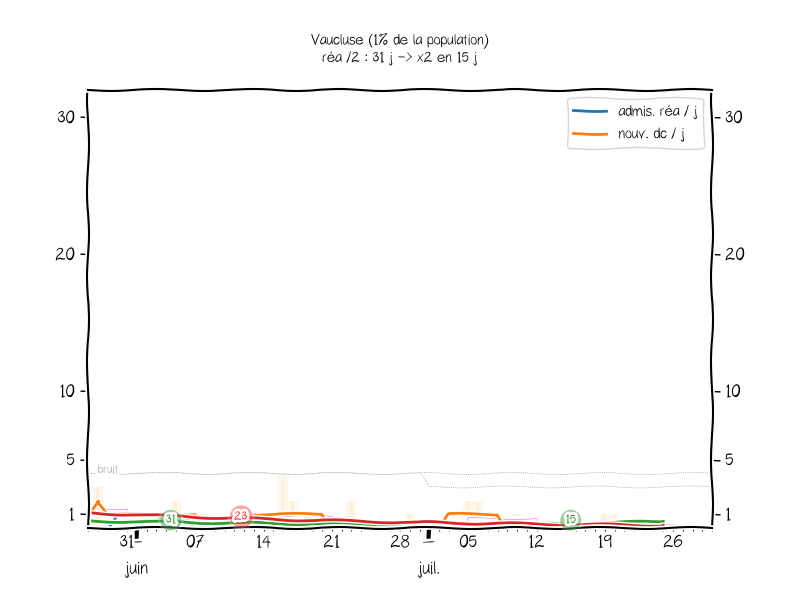 Vaucluse (1% de la population)
réa /2 : 31 j -> x2 en 15 j
admis. réa / j
nouv. dc / j
30 30
20 20
10 10
5 5
bruit
1 1
31 23 15
31 07 14 21 28 05 12 19 26
juin juil.